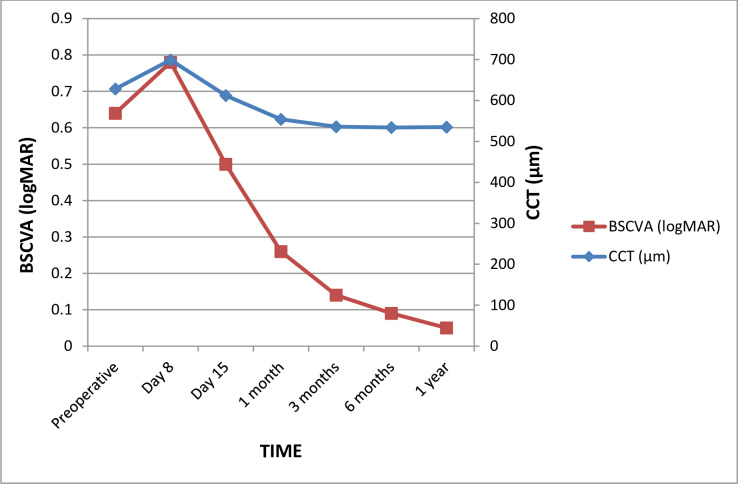 0.9
0.8
0.7
0.6
0.5
0.4
0.3
0.2
0.1
0
BSCVA (logMAR)
800
700
600
500
400
300
200
100
0
CCT (µm)
BSCVA (logMAR)
CCT (µm)
Preoperative
Day 8
Day 15
1 month
3 months
6 months
1 year
TIME